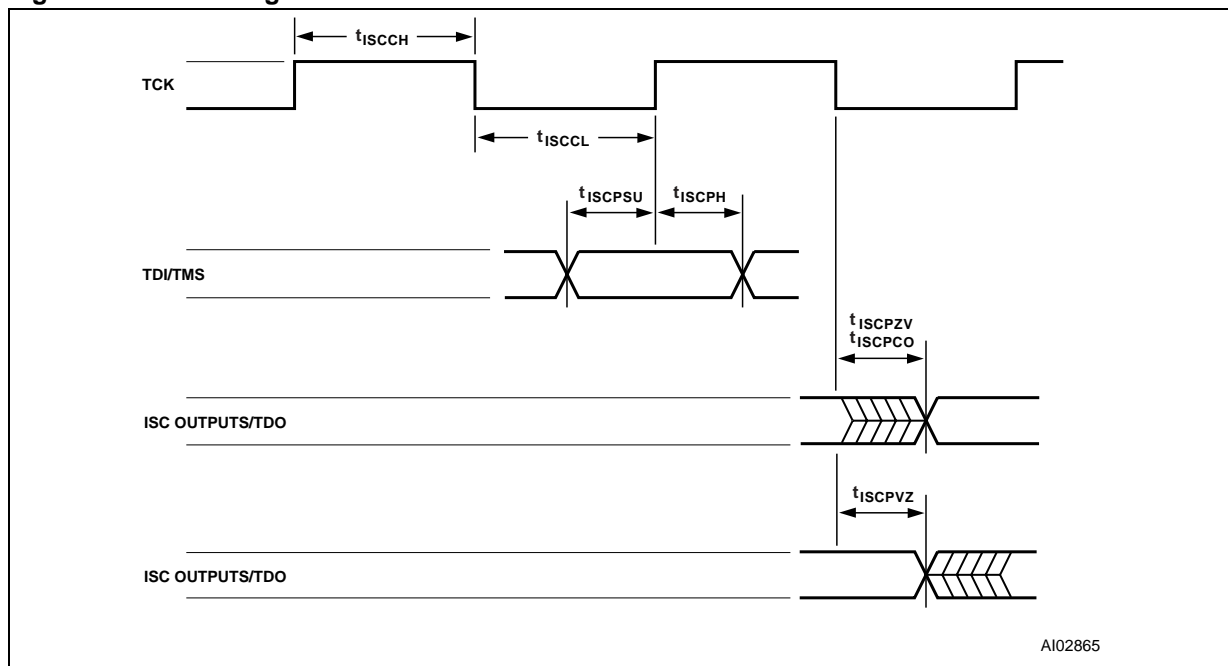 tISCCH
TCK
tISCCL
tISCPSU
tISCPH
TDI/TMS
tISCPZV
tISCPCO
ISC OUTPUTS/TDO
tISCPVZ
ISC OUTPUTS/TDO
AI02865